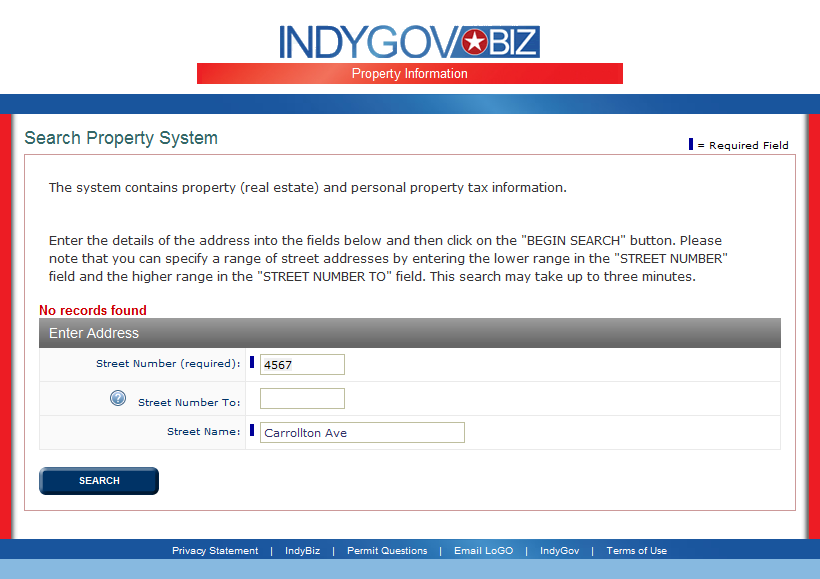 INDYGOV BIZ
Property Information
Search Property System
= Required Field
The system contains property (real estate) and personal property tax information.
Enter the details of the address into the fields below and then click on the "BEGIN SEARCH" button. Please
note that you can specify a range of street addresses by entering the lower range in the "STREET NUMBER"
field and the higher range in the "STREET NUMBER TO" field. This search may take up to three minutes.
No records found
Enter Address
Street Number (required): 4567
? Street Number To:
Street Name: Carrollton Ave
SEARCH
Privacy Statement | IndyBiz | Permit Questions | Email LoGO | IndyGov | Terms of Use